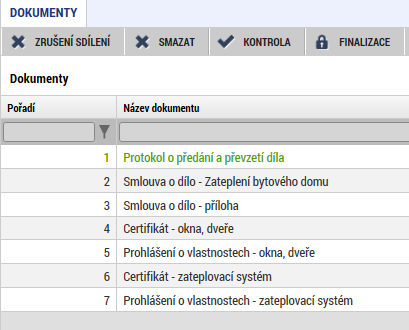 DOKUMENTY
ZRUŠENÍ SDÍLENÍ SMAZAT KONTROLA FINALIZACE
Dokumenty
Pořadí Název dokumentu
1 Protokol o předání a převzetí díla
2 Smlouva o dílo - Zateplení bytového domu
3 Smlouva o dílo - příloha
4 Certifikát - okna, dveře
5 Prohlášení o vlastnostech - okna, dveře
6 Certifikát - zateplovací systém
7 Prohlášení o vlastnostech - zateplovací systém